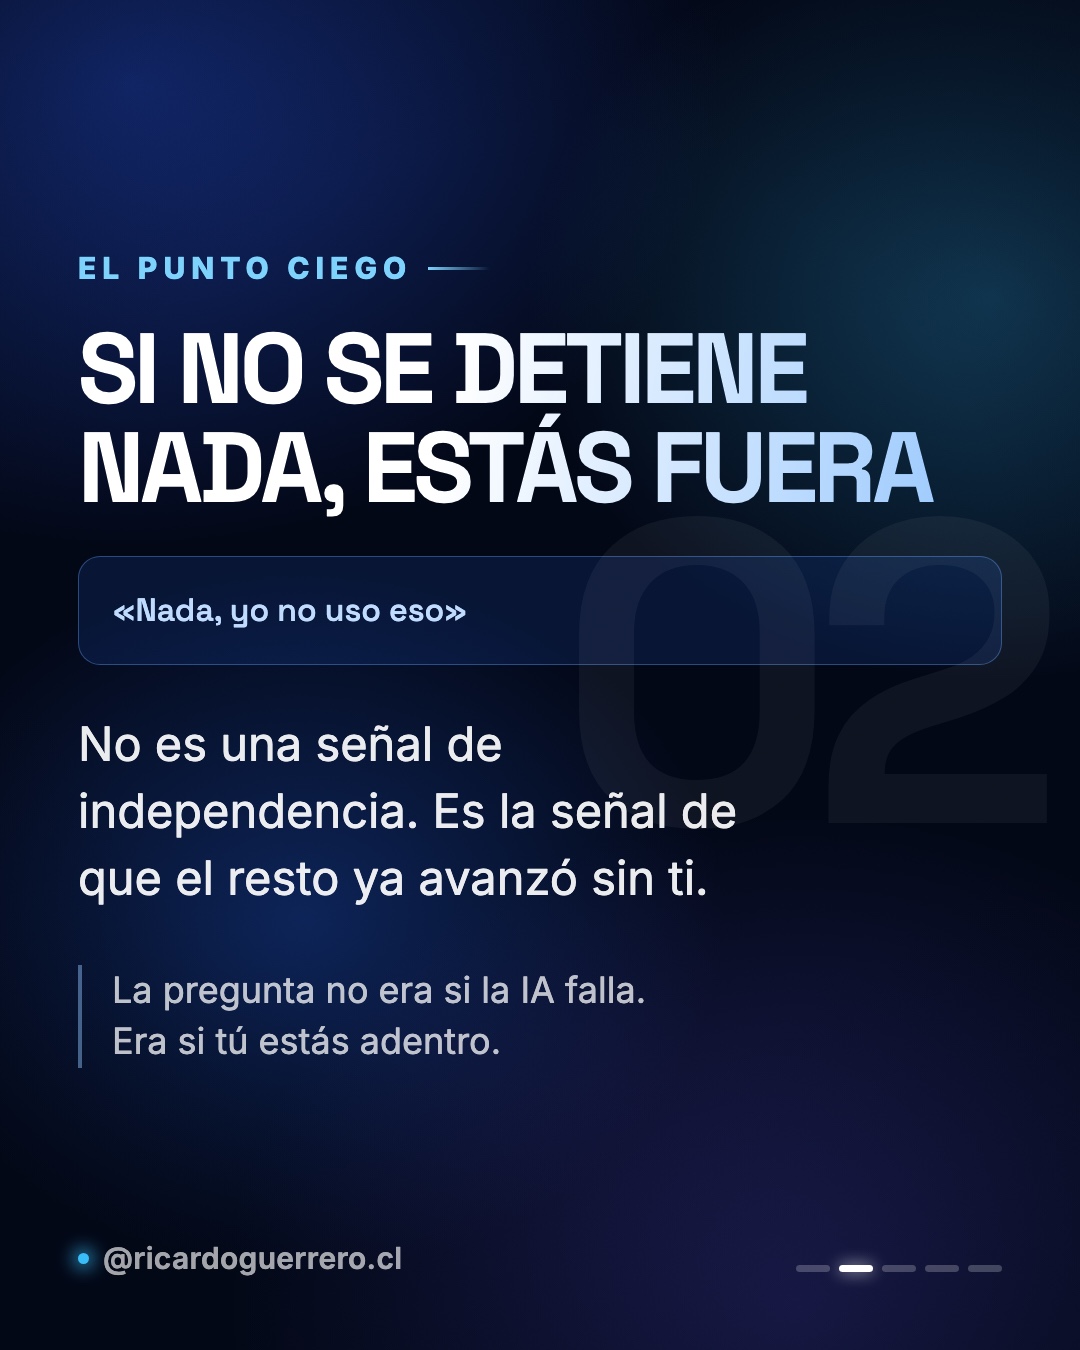 EL PUNTO CIEGO
SI NO SE DETIENE
NADA, ESTÁS FUERA
02
«Nada, yo no uso eso»
No es una señal de
independencia. Es la señal de
que el resto ya avanzó sin ti.
La pregunta no era si la IA falla.
Era si tú estás adentro.
@ricardoguerrero.cl